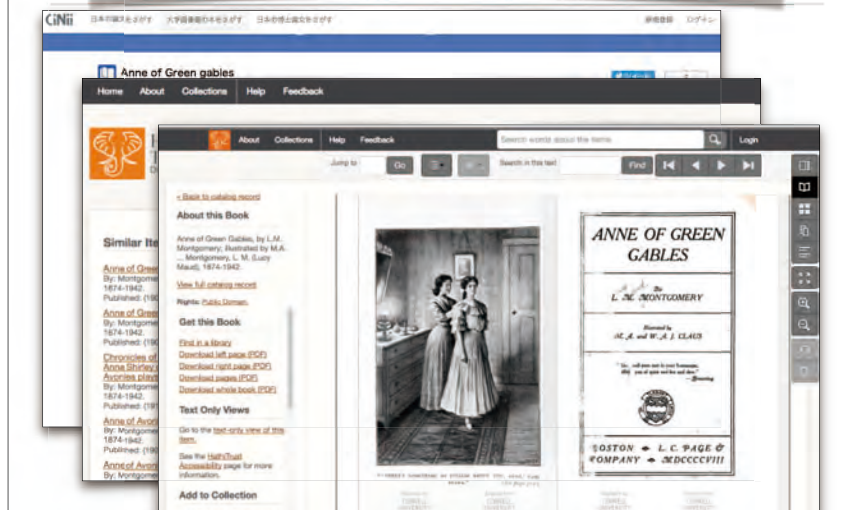 CiNii 日本の論文をさがす 大学図書館の本をさがす 日本の博士論文をさがす 新規登録 ログイン
Anne of Green gables
Home About Collections Help Feedback
About Collections Help Feedback Search words about the items Login
Jump to Go Search in this text Find
Similar Ite
Anne of Gree
By: Montgome
1874-1942.
Published: (190
Anne of Gree
By: Montgome
1874-1942.
Published: (190
Chronicles of
Anne Shirley
Avonlea plays
By: Montgome
1874-1942.
Published: (191
Anne of Avon
By: Montgome
1874-1942.
Published: (190
Anne of Avon
By: Montgome
« Back to catalog record
About this Book
Anne of Green Gables, by L.M.
Montgomery; illustrated by M.A.
... Montgomery, L. M. (Lucy
Maud), 1874-1942.
View full catalog record
Rights: Public Domain.
Get this Book
Find in a library
Download left page (PDF)
Download right page (PDF)
Download pages (PDF)
Download whole book (PDF)
Text Only Views
Go to the text-only view of this
item.
See the HathiTrust
Accessibility page for more
information.
Add to Collection
ANNE OF GREEN
GABLES
By
L. M. MONTGOMERY
Illustrated by
M. A. and W. A. J. CLAUS
BOSTON L. C. PAGE &
COMPANY MDCCCCVIII